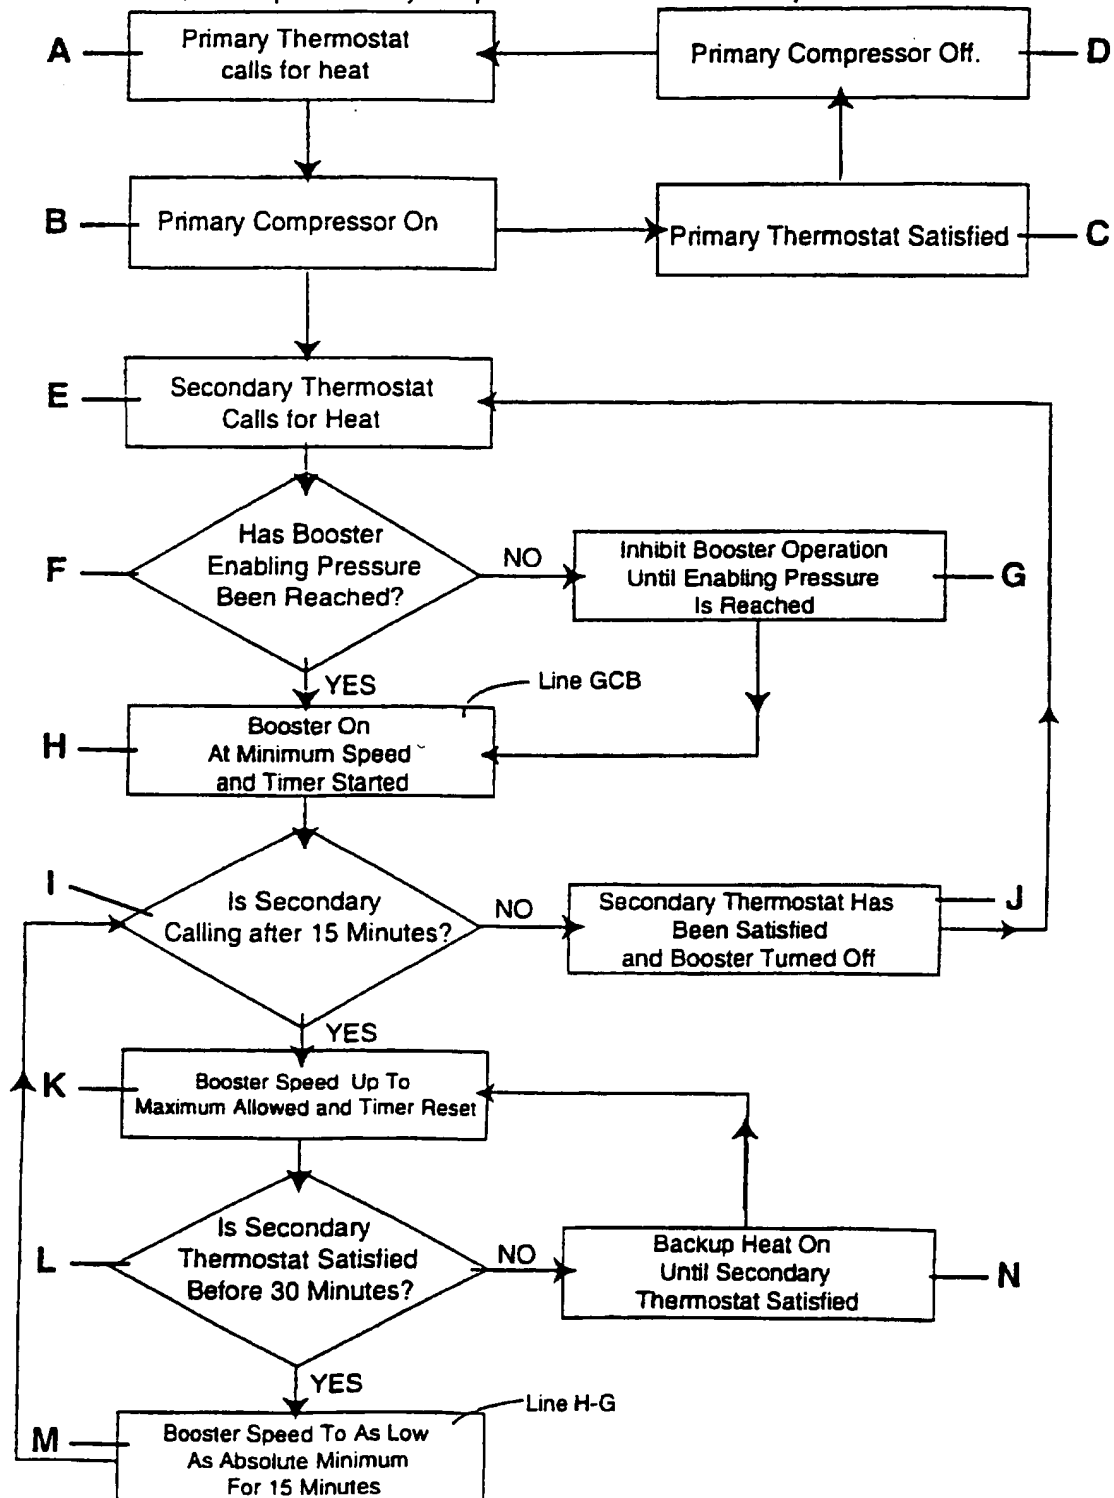 A
Primary Thermostat
calls for heat
Primary Compressor Off.
D
B
Primary Compressor On
Primary Thermostat Satisfied
C
E
Secondary Thermostat
Calls for Heat
F
Has Booster
Enabling Pressure
Been Reached?
NO
Inhibit Booster Operation
Until Enabling Pressure
Is Reached
G
YES
Line GCB
H
Booster On
At Minimum Speed
and Timer Started
I
Is Secondary
Calling after 15 Minutes?
NO
Secondary Thermostat Has
Been Satisfied
and Booster Turned Off
J
YES
K
Booster Speed Up To
Maximum Allowed and Timer Reset
L
Is Secondary
Thermostat Satisfied
Before 30 Minutes?
NO
Backup Heat On
Until Secondary
Thermostat Satisfied
N
YES
Line H-G
M
Booster Speed To As Low
As Absolute Minimum
For 15 Minutes